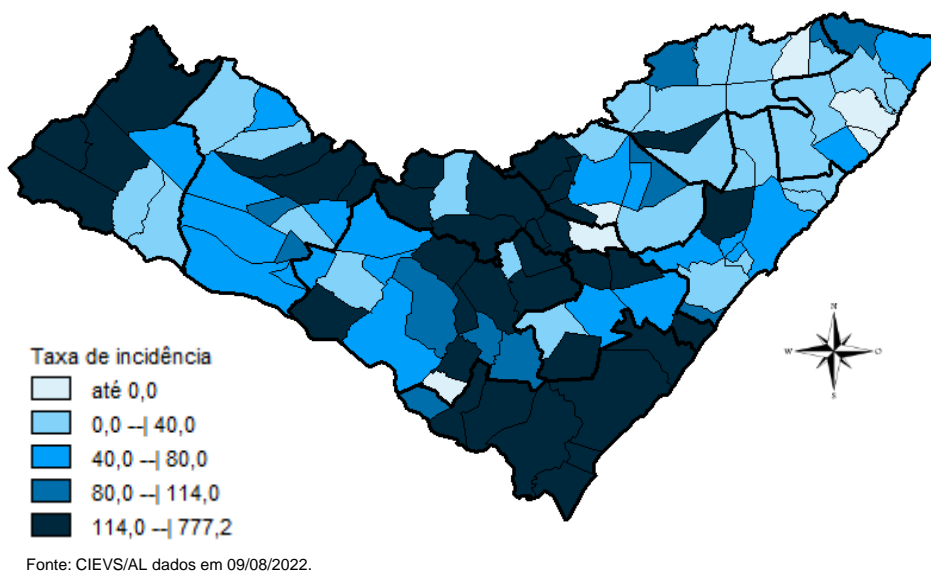 N
W
O
S
Taxa de incidência
até 0,0
0,0 --| 40,0
40,0 --| 80,0
80,0 --| 114,0
114,0 --| 777,2
Fonte: CIEVS/AL dados em 09/08/2022.